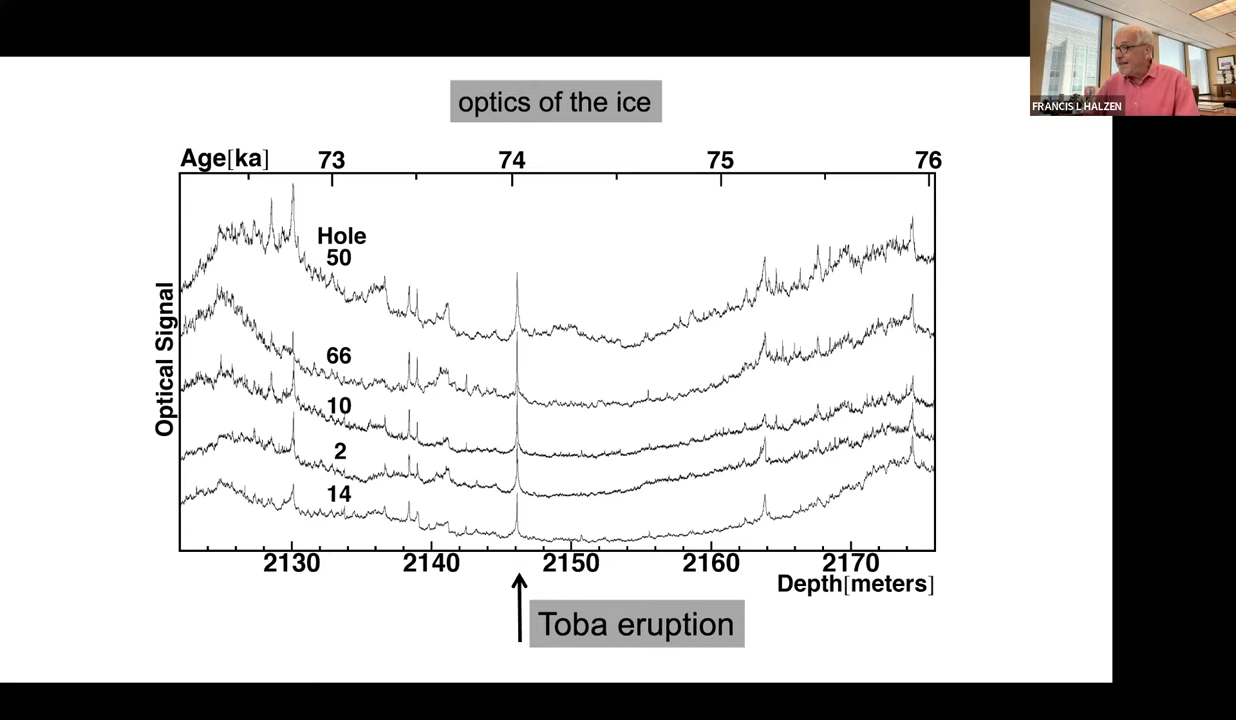 FRANCIS L HALZEN
optics of the ice
Age[ka] 73 74 75 76
Hole
50
66
10
2
14
Optical Signal
2130 2140 2150 2160 2170
Depth[meters]
Toba eruption